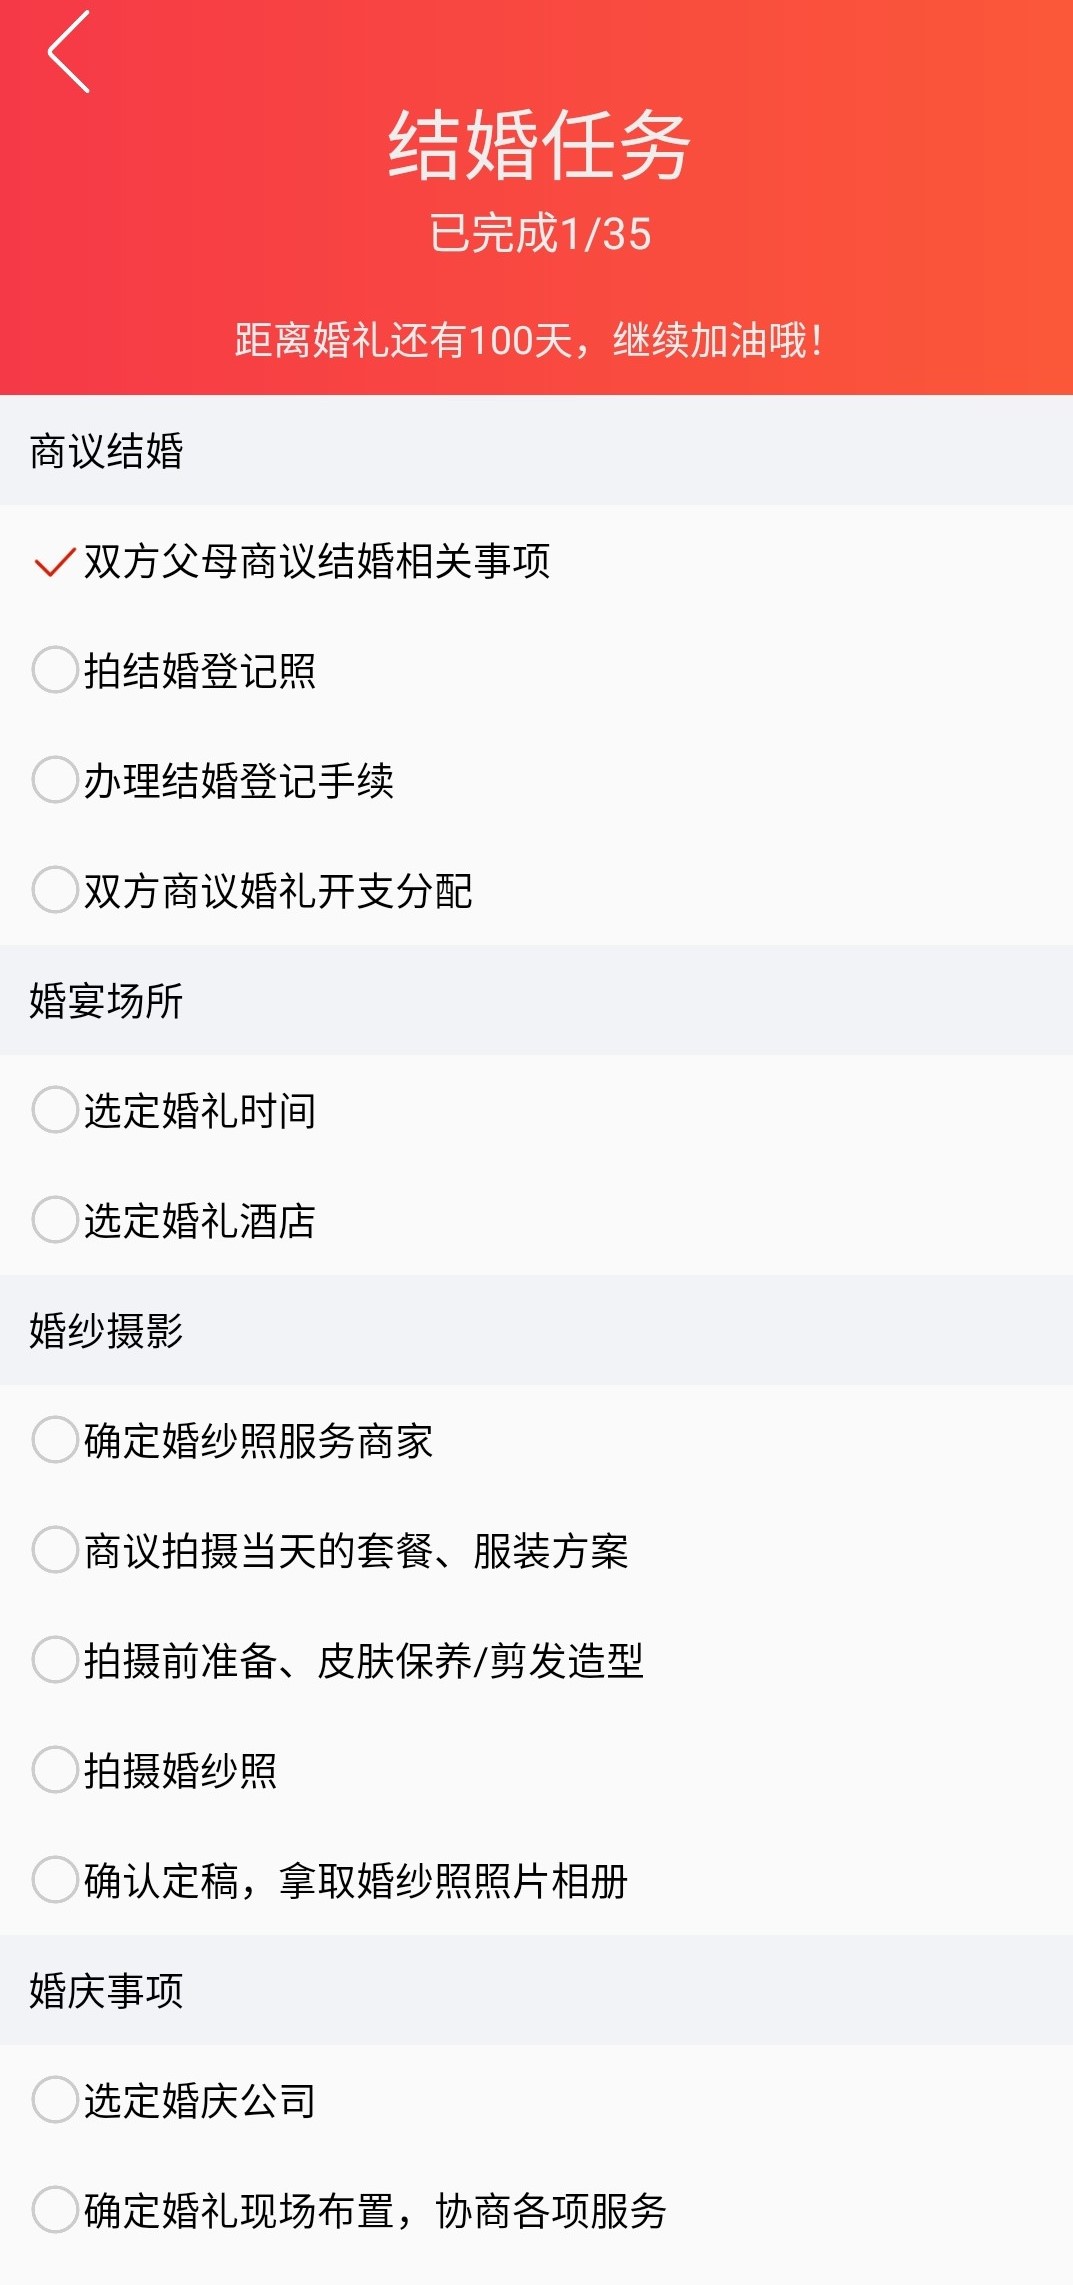 结婚任务
已完成1/35
距离婚礼还有100天，继续加油哦！
商议结婚
双方父母商议结婚相关事项
拍结婚登记照
办理结婚登记手续
双方商议婚礼开支分配
婚宴场所
选定婚礼时间
选定婚礼酒店
婚纱摄影
确定婚纱照服务商家
商议拍摄当天的套餐、服装方案
拍摄前准备、皮肤保养/剪发造型
拍摄婚纱照
确认定稿，拿取婚纱照照片相册
婚庆事项
选定婚庆公司
确定婚礼现场布置，协商各项服务